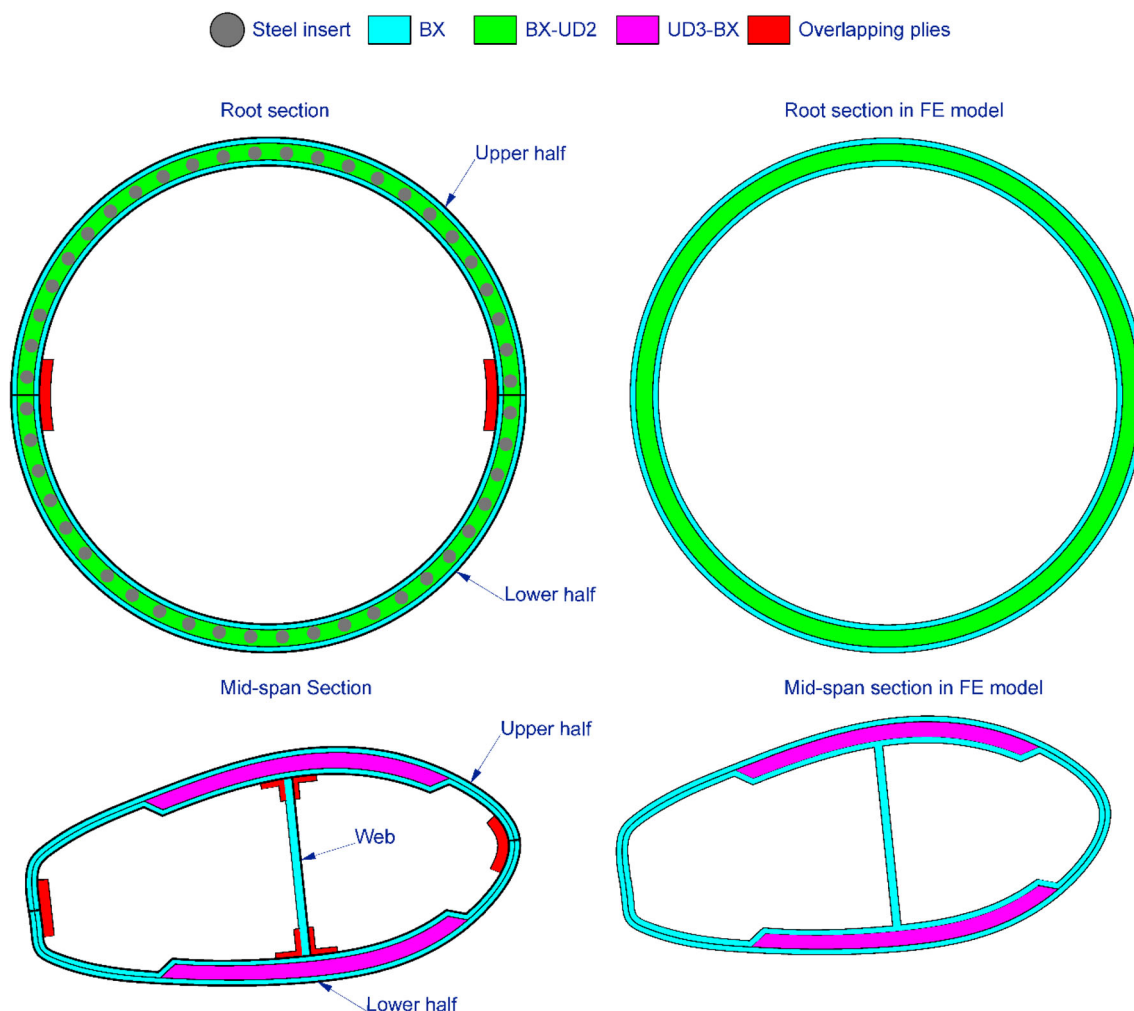 Steel insert BX BX-UD2 UD3-BX Overlapping plies
Root section
Root section in FE model
Upper half
Lower half
Mid-span Section
Mid-span section in FE model
Upper half
Web
Lower half